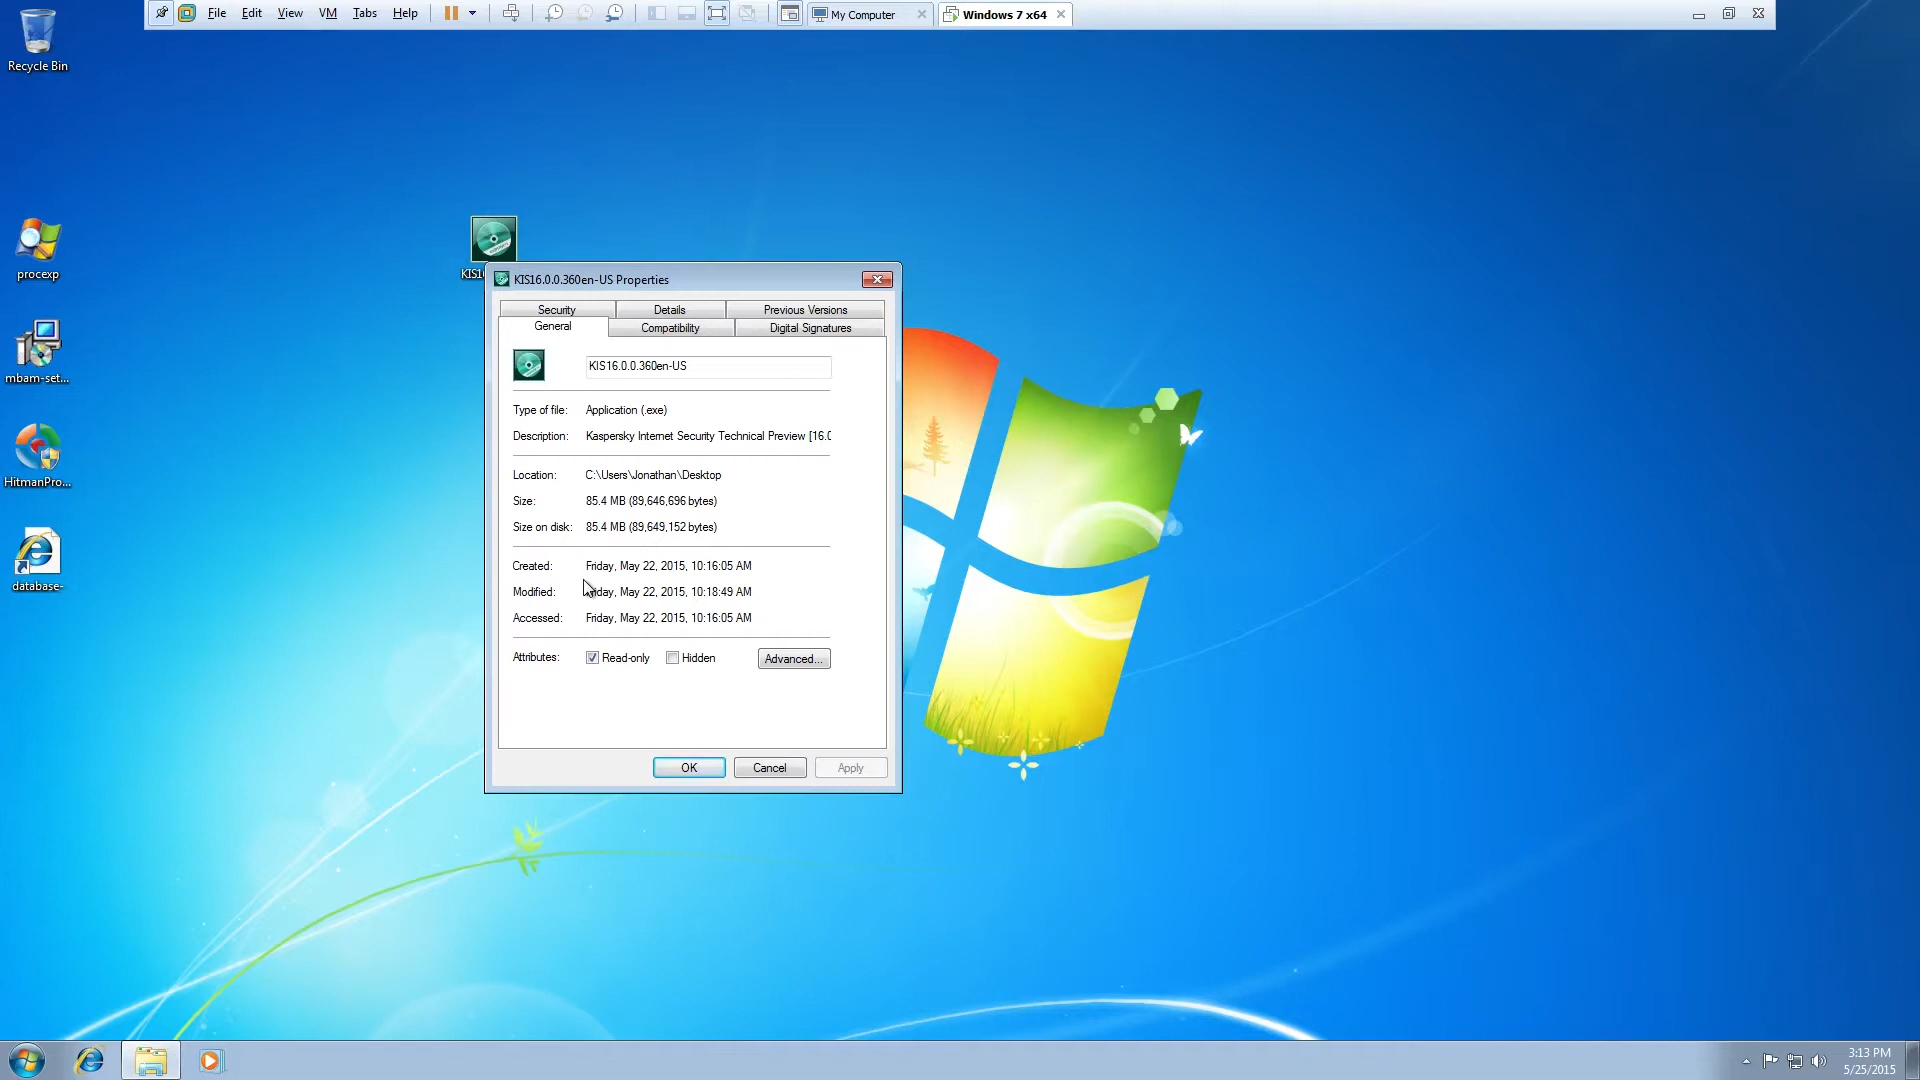 File Edit View VM Tabs Help My Computer Windows 7 x64
Recycle Bin
procexp
mbam-set...
HitmanPro...
database-
KIS16.0.0.360en-US Properties
Security Details Previous Versions
General Compatibility Digital Signatures
KIS16.0.0.360en-US
Type of file: Application (.exe)
Description: Kaspersky Internet Security Technical Preview [16.0
Location: C:\Users\Jonathan\Desktop
Size: 85.4 MB (89,646,696 bytes)
Size on disk: 85.4 MB (89,649,152 bytes)
Created: Friday, May 22, 2015, 10:16:05 AM
Modified: Friday, May 22, 2015, 10:18:49 AM
Accessed: Friday, May 22, 2015, 10:16:05 AM
Attributes: Read-only Hidden Advanced...
OK Cancel Apply
3:13 PM
5/25/2015